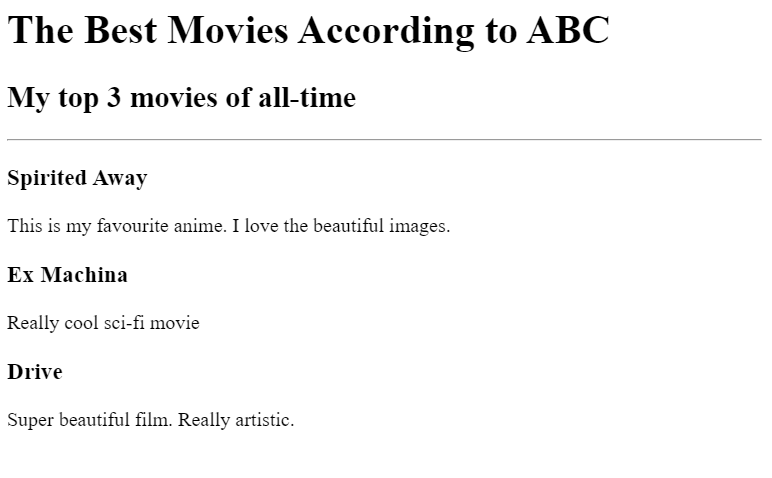 The Best Movies According to ABC
My top 3 movies of all-time
Spirited Away
This is my favourite anime. I love the beautiful images.
Ex Machina
Really cool sci-fi movie
Drive
Super beautiful film. Really artistic.